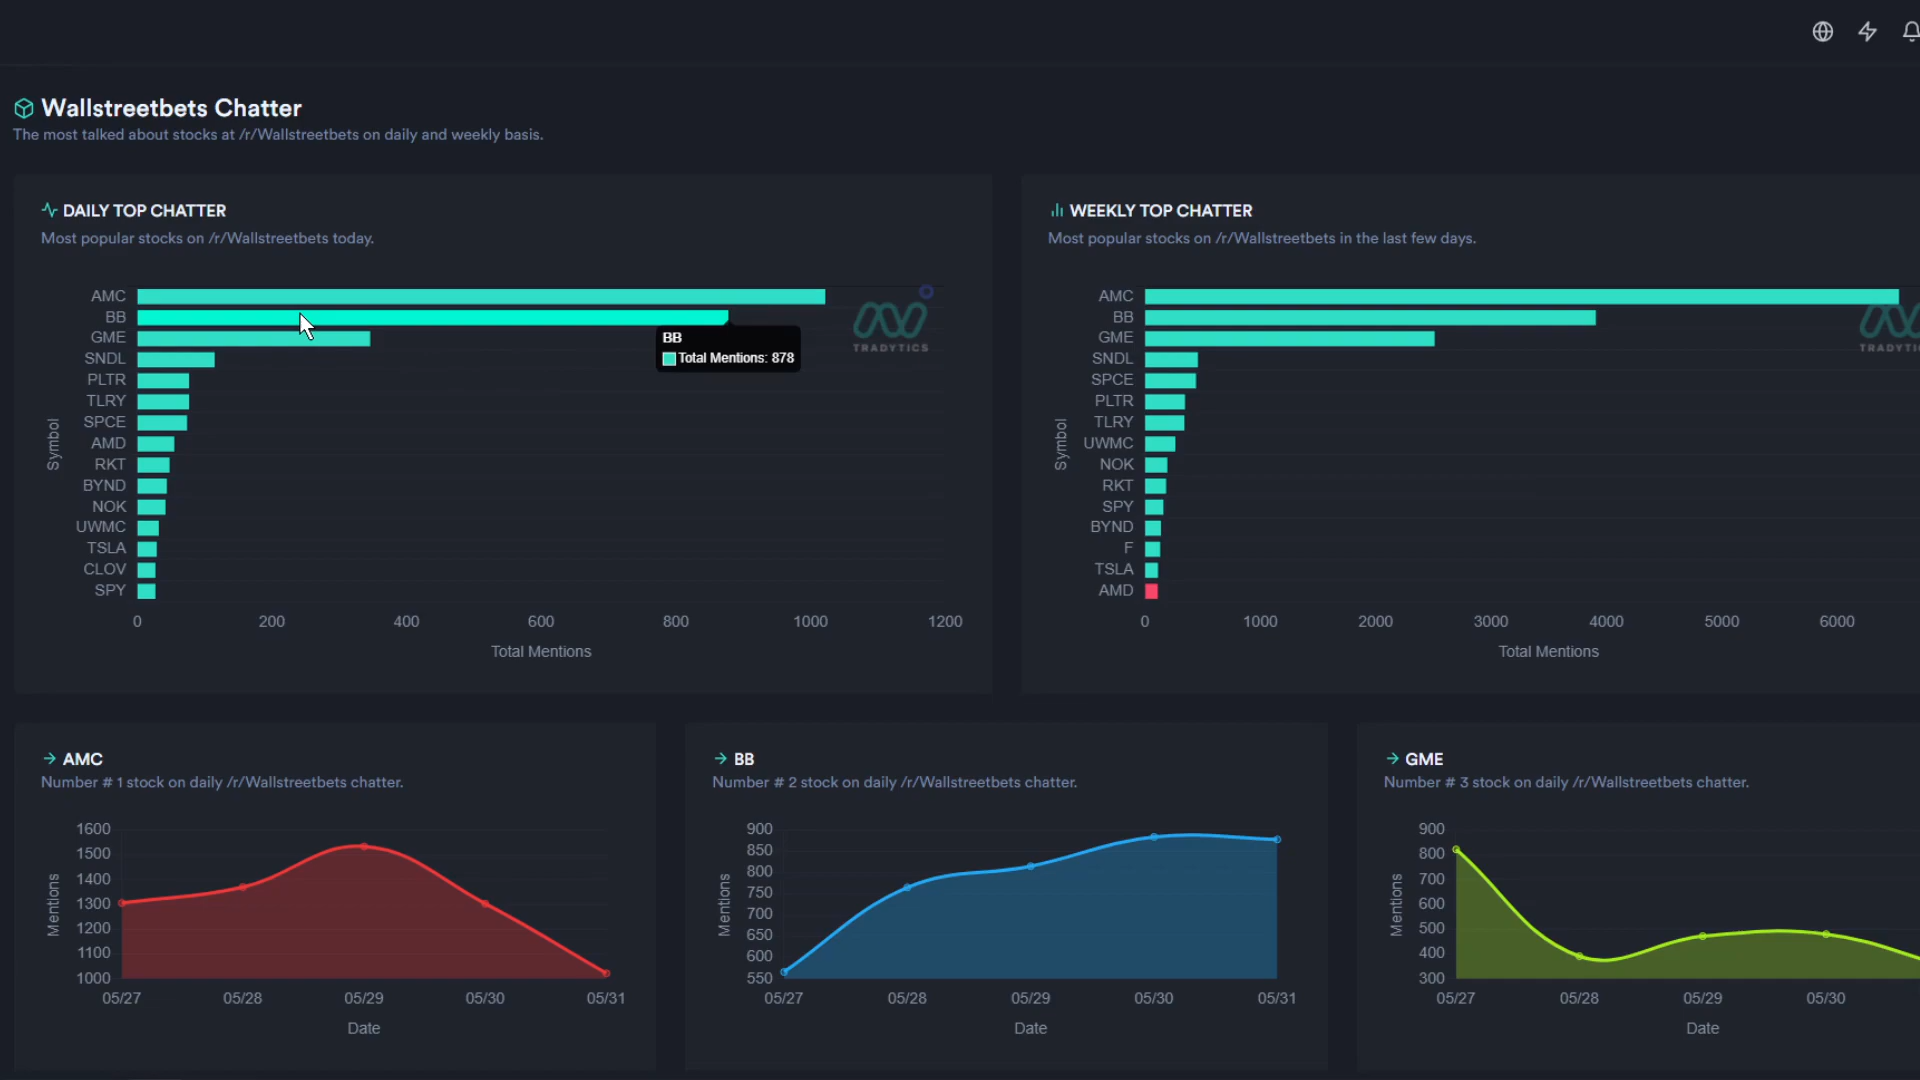 Wallstreetbets Chatter
The most talked about stocks at /r/Wallstreetbets on daily and weekly basis.
DAILY TOP CHATTER
Most popular stocks on /r/Wallstreetbets today.
AMC
BB
GME
SNDL
PLTR
TLRY
SPCE
AMD
RKT
BYND
NOK
UWMC
TSLA
CLOV
SPY
Symbol
0 200 400 600 800 1000 1200
Total Mentions
BB
Total Mentions: 878
TRADYTICS
WEEKLY TOP CHATTER
Most popular stocks on /r/Wallstreetbets in the last few days.
AMC
BB
GME
SNDL
SPCE
PLTR
TLRY
UWMC
NOK
RKT
SPY
BYND
F
TSLA
AMD
Symbol
0 1000 2000 3000 4000 5000 6000
Total Mentions
TRADYTI
AMC
Number # 1 stock on daily /r/Wallstreetbets chatter.
1600
1500
1400
1300
1200
1100
1000
Mentions
05/27 05/28 05/29 05/30 05/31
Date
BB
Number # 2 stock on daily /r/Wallstreetbets chatter.
900
850
800
750
700
650
600
550
Mentions
05/27 05/28 05/29 05/30 05/31
Date
GME
Number # 3 stock on daily /r/Wallstreetbets chatter.
900
800
700
600
500
400
300
Mentions
05/27 05/28 05/29 05/30
Date